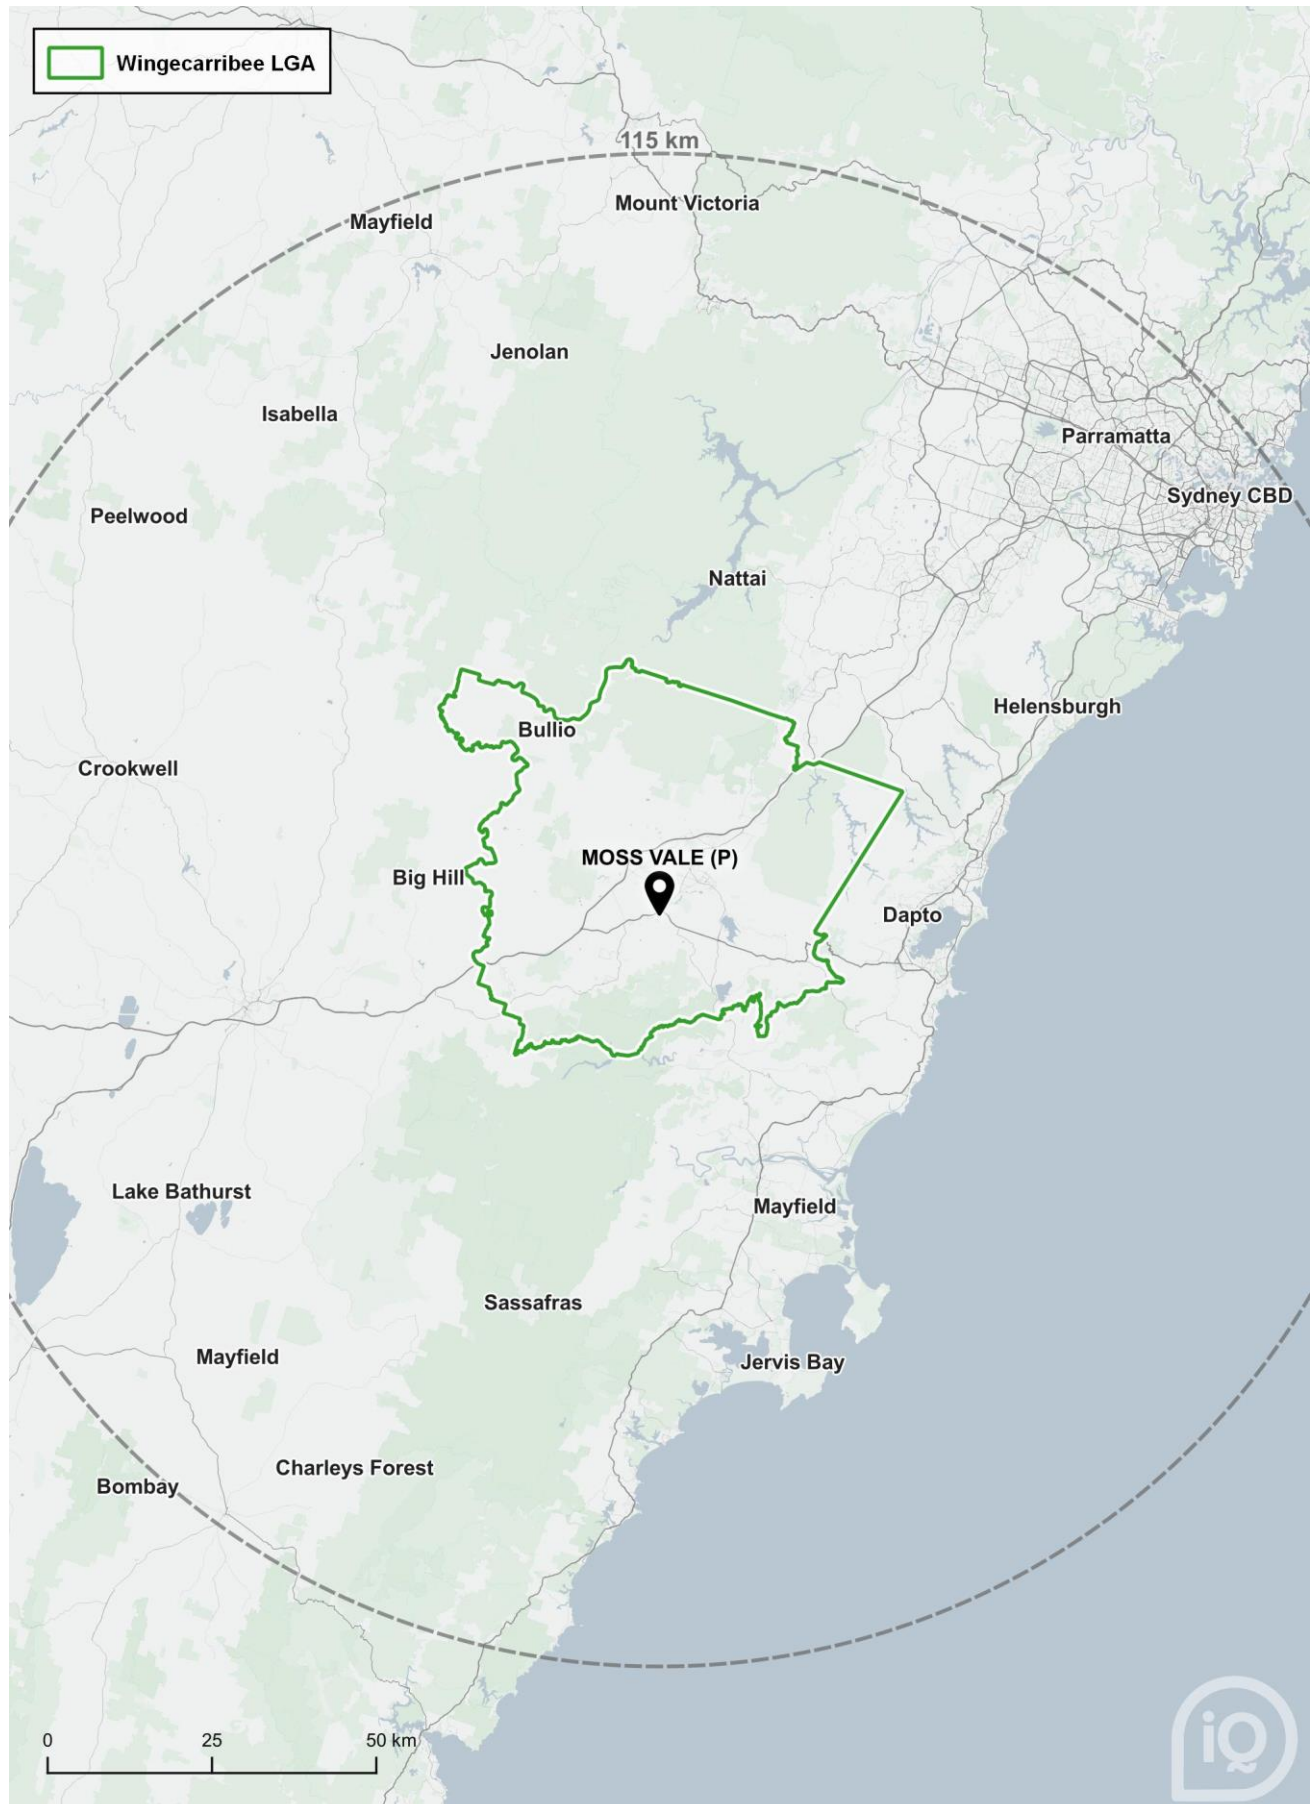 Wingecarribee LGA
115 km
Mount Victoria
Mayfield
Jenolan
Isabella
Parramatta
Sydney CBD
Peelwood
Nattai
Helensburgh
Bullio
Crookwell
MOSS VALE (P)
Big Hill
Dapto
Lake Bathurst
Mayfield
Sassafras
Mayfield
Jervis Bay
Charleys Forest
Bombay
0 25 50 km
iQ